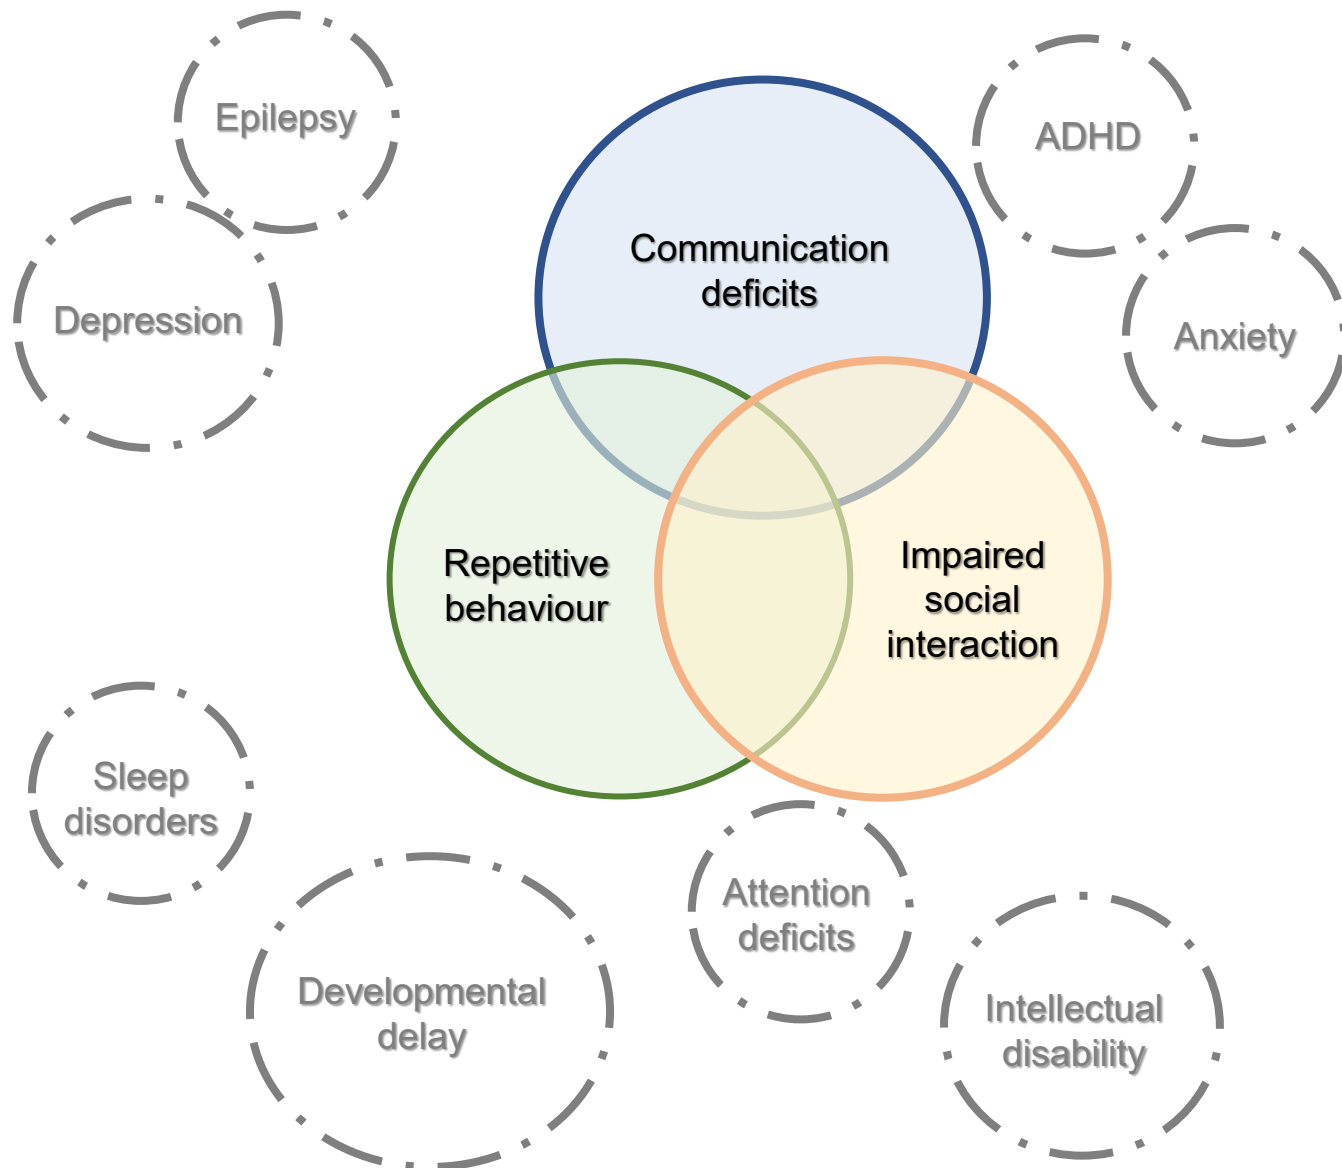 Epilepsy
ADHD
Communication
deficits
Depression
Anxiety
Repetitive
behaviour
Impaired
social
interaction
Sleep
disorders
Attention
deficits
Developmental
delay
Intellectual
disability